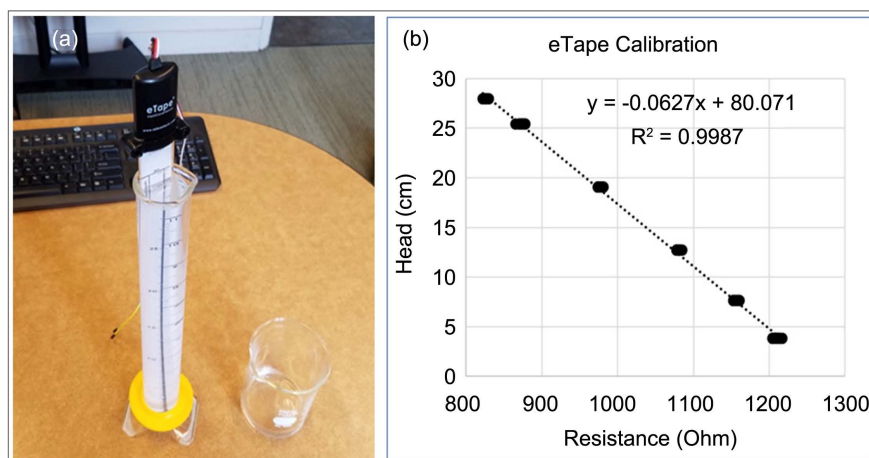 (a)
eTape
(b)
eTape Calibration
y = -0.0627x + 80.071
R² = 0.9987
Head (cm)
30
25
20
15
10
5
0
800 900 1000 1100 1200 1300
Resistance (Ohm)